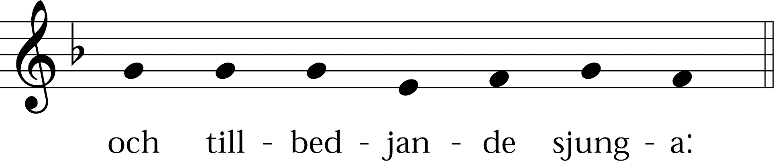 och till - bed - jan - de sjung - a: